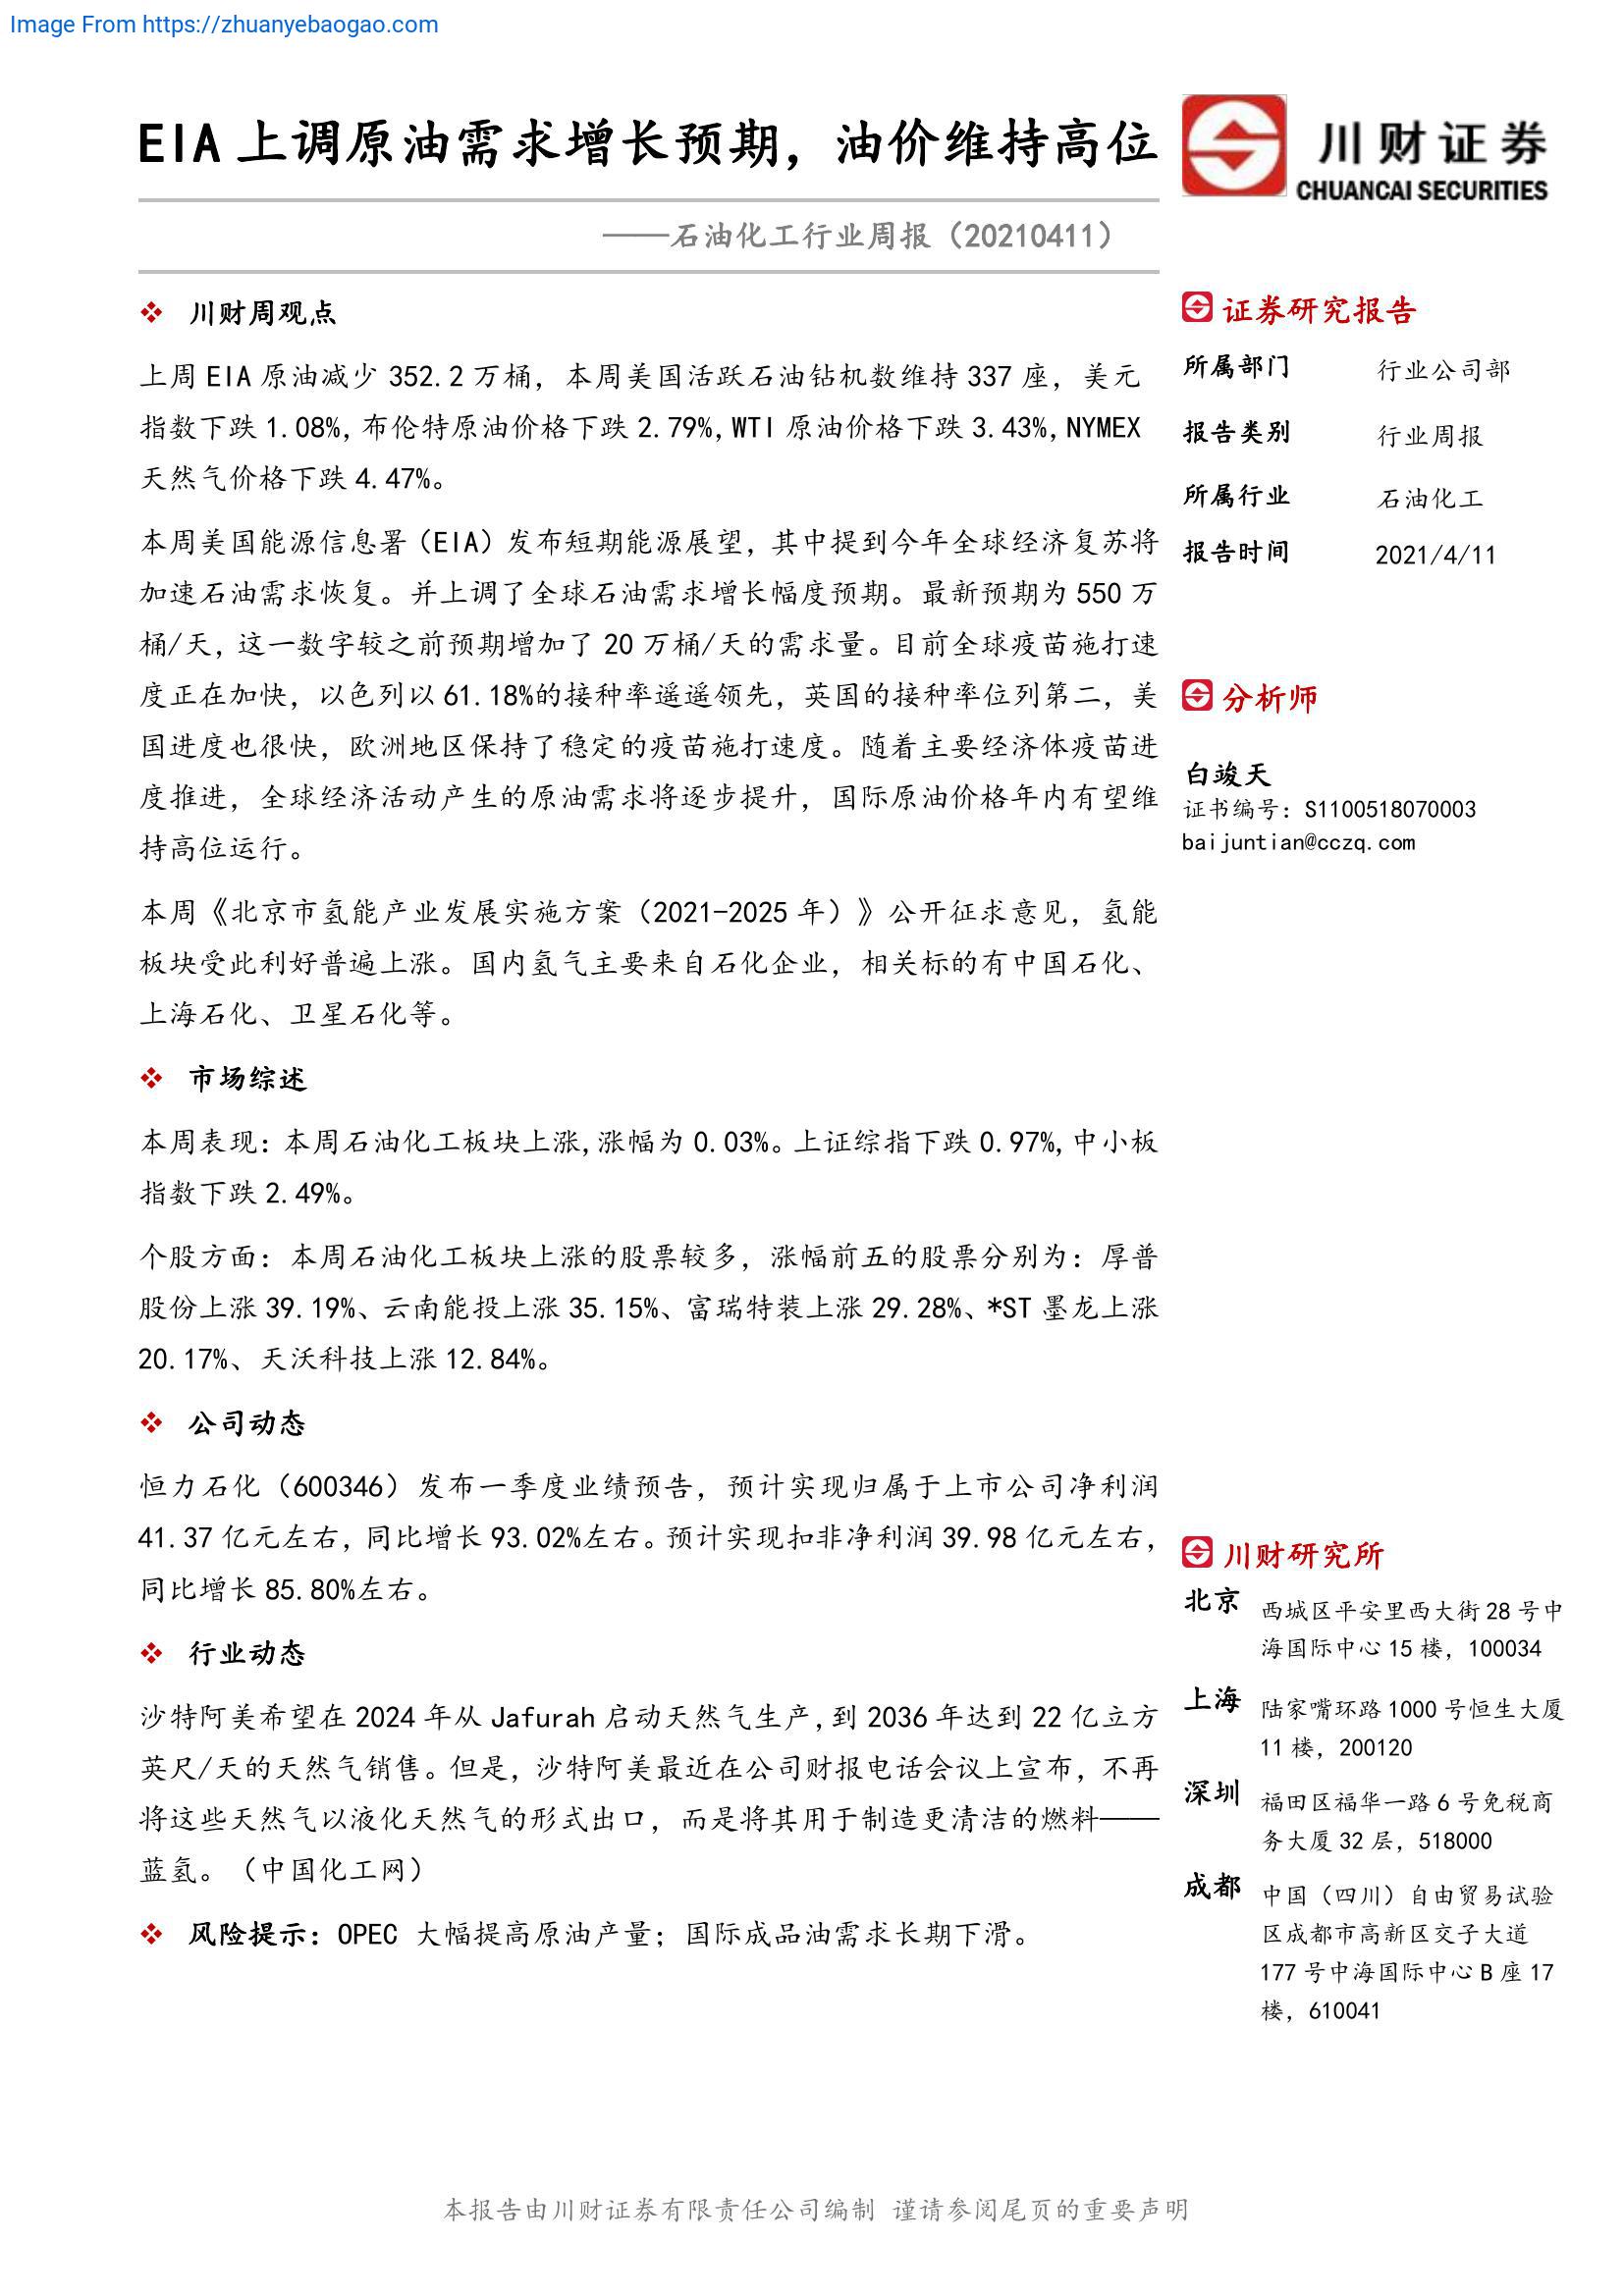 Image From https://zhuanyebaogao.com
EIA上调原油需求增长预期，油价维持高位
川财证券
CHUANCAI SECURITIES
——石油化工行业周报（20210411）
川财周观点
上周 EIA 原油减少 352.2 万桶，本周美国活跃石油钻机数维持 337 座，美元
指数下跌 1.08%,布伦特原油价格下跌 2.79%,WTI 原油价格下跌 3.43%,NYMEX
天然气价格下跌 4.47%。
本周美国能源信息署（EIA）发布短期能源展望，其中提到今年全球经济复苏将
加速石油需求恢复。并上调了全球石油需求增长幅度预期。最新预期为 550 万
桶/天，这一数字较之前预期增加了 20 万桶/天的需求量。目前全球疫苗施打速
度正在加快，以色列以 61.18%的接种率遥遥领先，英国的接种率位列第二，美
国进度也很快，欧洲地区保持了稳定的疫苗施打速度。随着主要经济体疫苗进
度推进，全球经济活动产生的原油需求将逐步提升，国际原油价格年内有望维
持高位运行。
本周《北京市氢能产业发展实施方案（2021-2025 年）》公开征求意见，氢能
板块受此利好普遍上涨。国内氢气主要来自石化企业，相关标的有中国石化、
上海石化、卫星石化等。
市场综述
本周表现：本周石油化工板块上涨,涨幅为 0.03%。上证综指下跌 0.97%,中小板
指数下跌 2.49%。
个股方面：本周石油化工板块上涨的股票较多，涨幅前五的股票分别为：厚普
股份上涨 39.19%、云南能投上涨 35.15%、富瑞特装上涨 29.28%、*ST 墨龙上涨
20.17%、天沃科技上涨 12.84%。
公司动态
恒力石化（600346）发布一季度业绩预告，预计实现归属于上市公司净利润
41.37 亿元左右，同比增长 93.02%左右。预计实现扣非净利润 39.98 亿元左右，
同比增长 85.80%左右。
行业动态
沙特阿美希望在 2024 年从 Jafurah 启动天然气生产,到 2036 年达到 22 亿立方
英尺/天的天然气销售。但是，沙特阿美最近在公司财报电话会议上宣布，不再
将这些天然气以液化天然气的形式出口，而是将其用于制造更清洁的燃料——
蓝氢。（中国化工网）
风险提示：OPEC 大幅提高原油产量；国际成品油需求长期下滑。
证券研究报告
所属部门 行业公司部
报告类别 行业周报
所属行业 石油化工
报告时间 2021/4/11
分析师
白竣天
证书编号：S1100518070003
baijuntian@cczq.com
川财研究所
北京 西城区平安里西大街 28 号中
海国际中心 15 楼，100034
上海 陆家嘴环路 1000 号恒生大厦
11 楼，200120
深圳 福田区福华一路 6 号免税商
务大厦 32 层，518000
成都 中国（四川）自由贸易试验
区成都市高新区交子大道
177 号中海国际中心 B 座 17
楼，610041
本报告由川财证券有限责任公司编制 谨请参阅尾页的重要声明